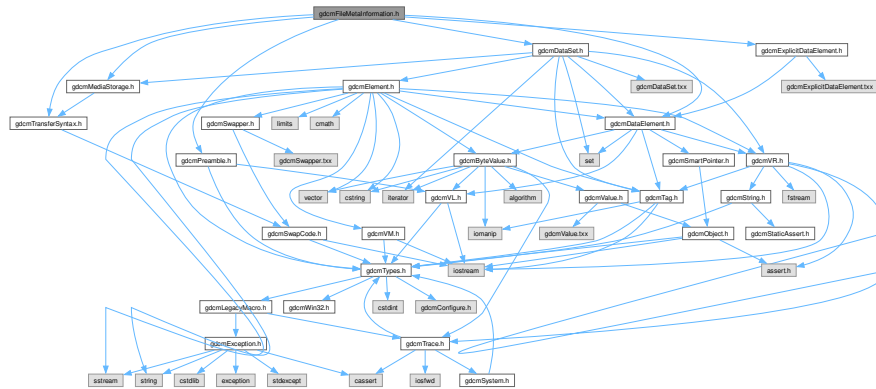 gdcmFileMetaInformation.h
gdcmDataSet.h
gdcmExplicitDataElement.h
gdcmMediaStorage.h
gdcmElement.h
gdcmDataSet.txx
gdcmExplicitDataElement.txx
gdcmTransferSyntax.h
gdcmSwapper.h
limits
cmath
gdcmDataElement.h
gdcmPreamble.h
gdcmSwapper.txx
gdcmByteValue.h
set
gdcmSmartPointer.h
gdcmVR.h
vector
cstring
iterator
gdcmVL.h
algorithm
gdcmValue.h
gdcmTag.h
gdcmString.h
fstream
gdcmSwapCode.h
gdcmVM.h
iomanip
gdcmValue.txx
gdcmObject.h
gdcmStaticAssert.h
gdcmTypes.h
iostream
assert.h
gdcmLegacyMacro.h
gdcmWin32.h
cstdint
gdcmConfigure.h
gdcmException.h
gdcmTrace.h
sstream
string
cstdlib
exception
stdexcept
cassert
iosfwd
gdcmSystem.h